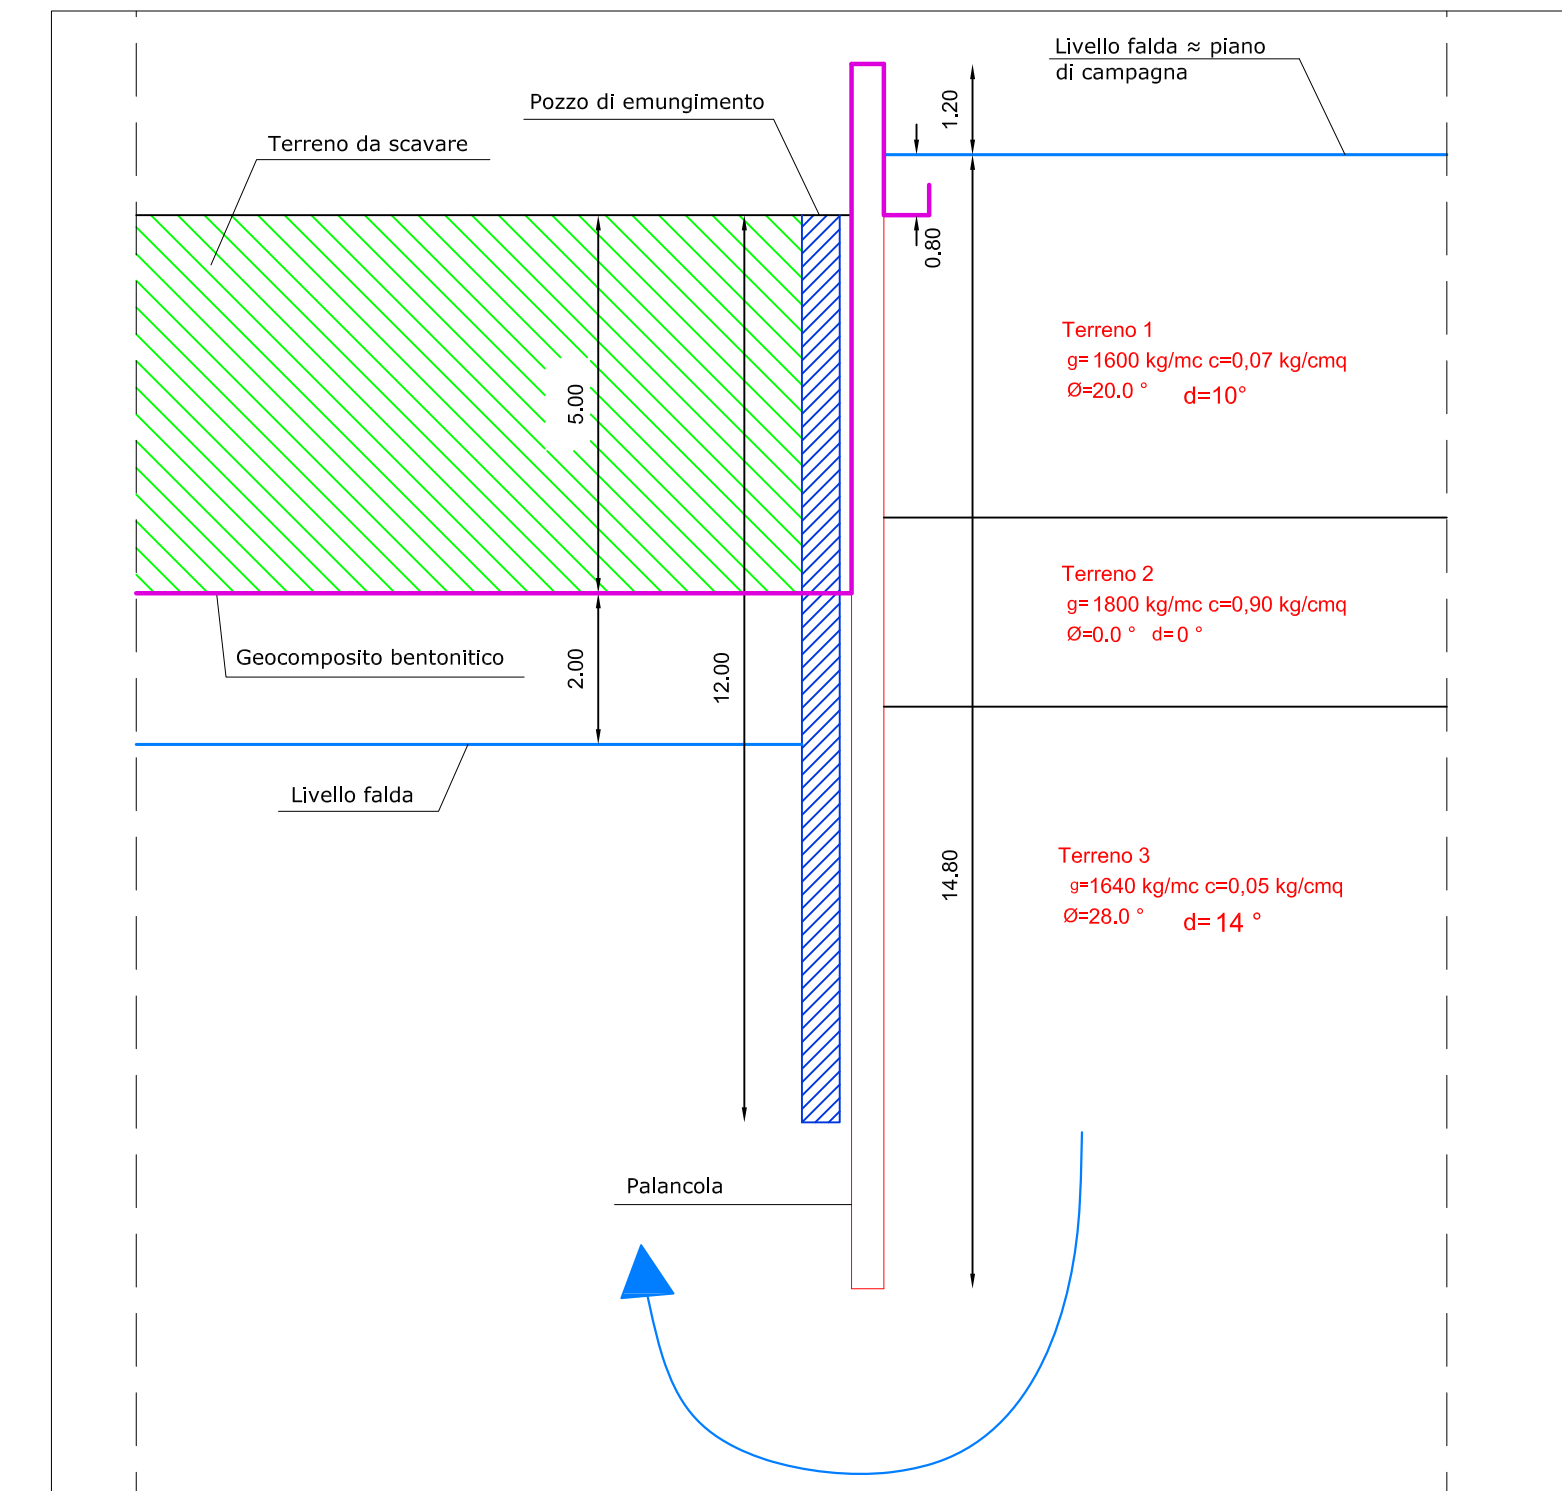 Livello falda ≈ piano
di campagna
Pozzo di emungimento
1.20
Terreno da scavare
0.80
Terreno 1
g= 1600 kg/mc c=0,07 kg/cmq
Ø=20.0 ° d=10°
5.00
Terreno 2
g= 1800 kg/mc c=0,90 kg/cmq
Ø=0.0 ° d= 0 °
Geocomposito bentonitico
2.00
12.00
Livello falda
14.80
Terreno 3
g=1640 kg/mc c=0,05 kg/cmq
Ø=28.0 ° d= 14 °
Palancola